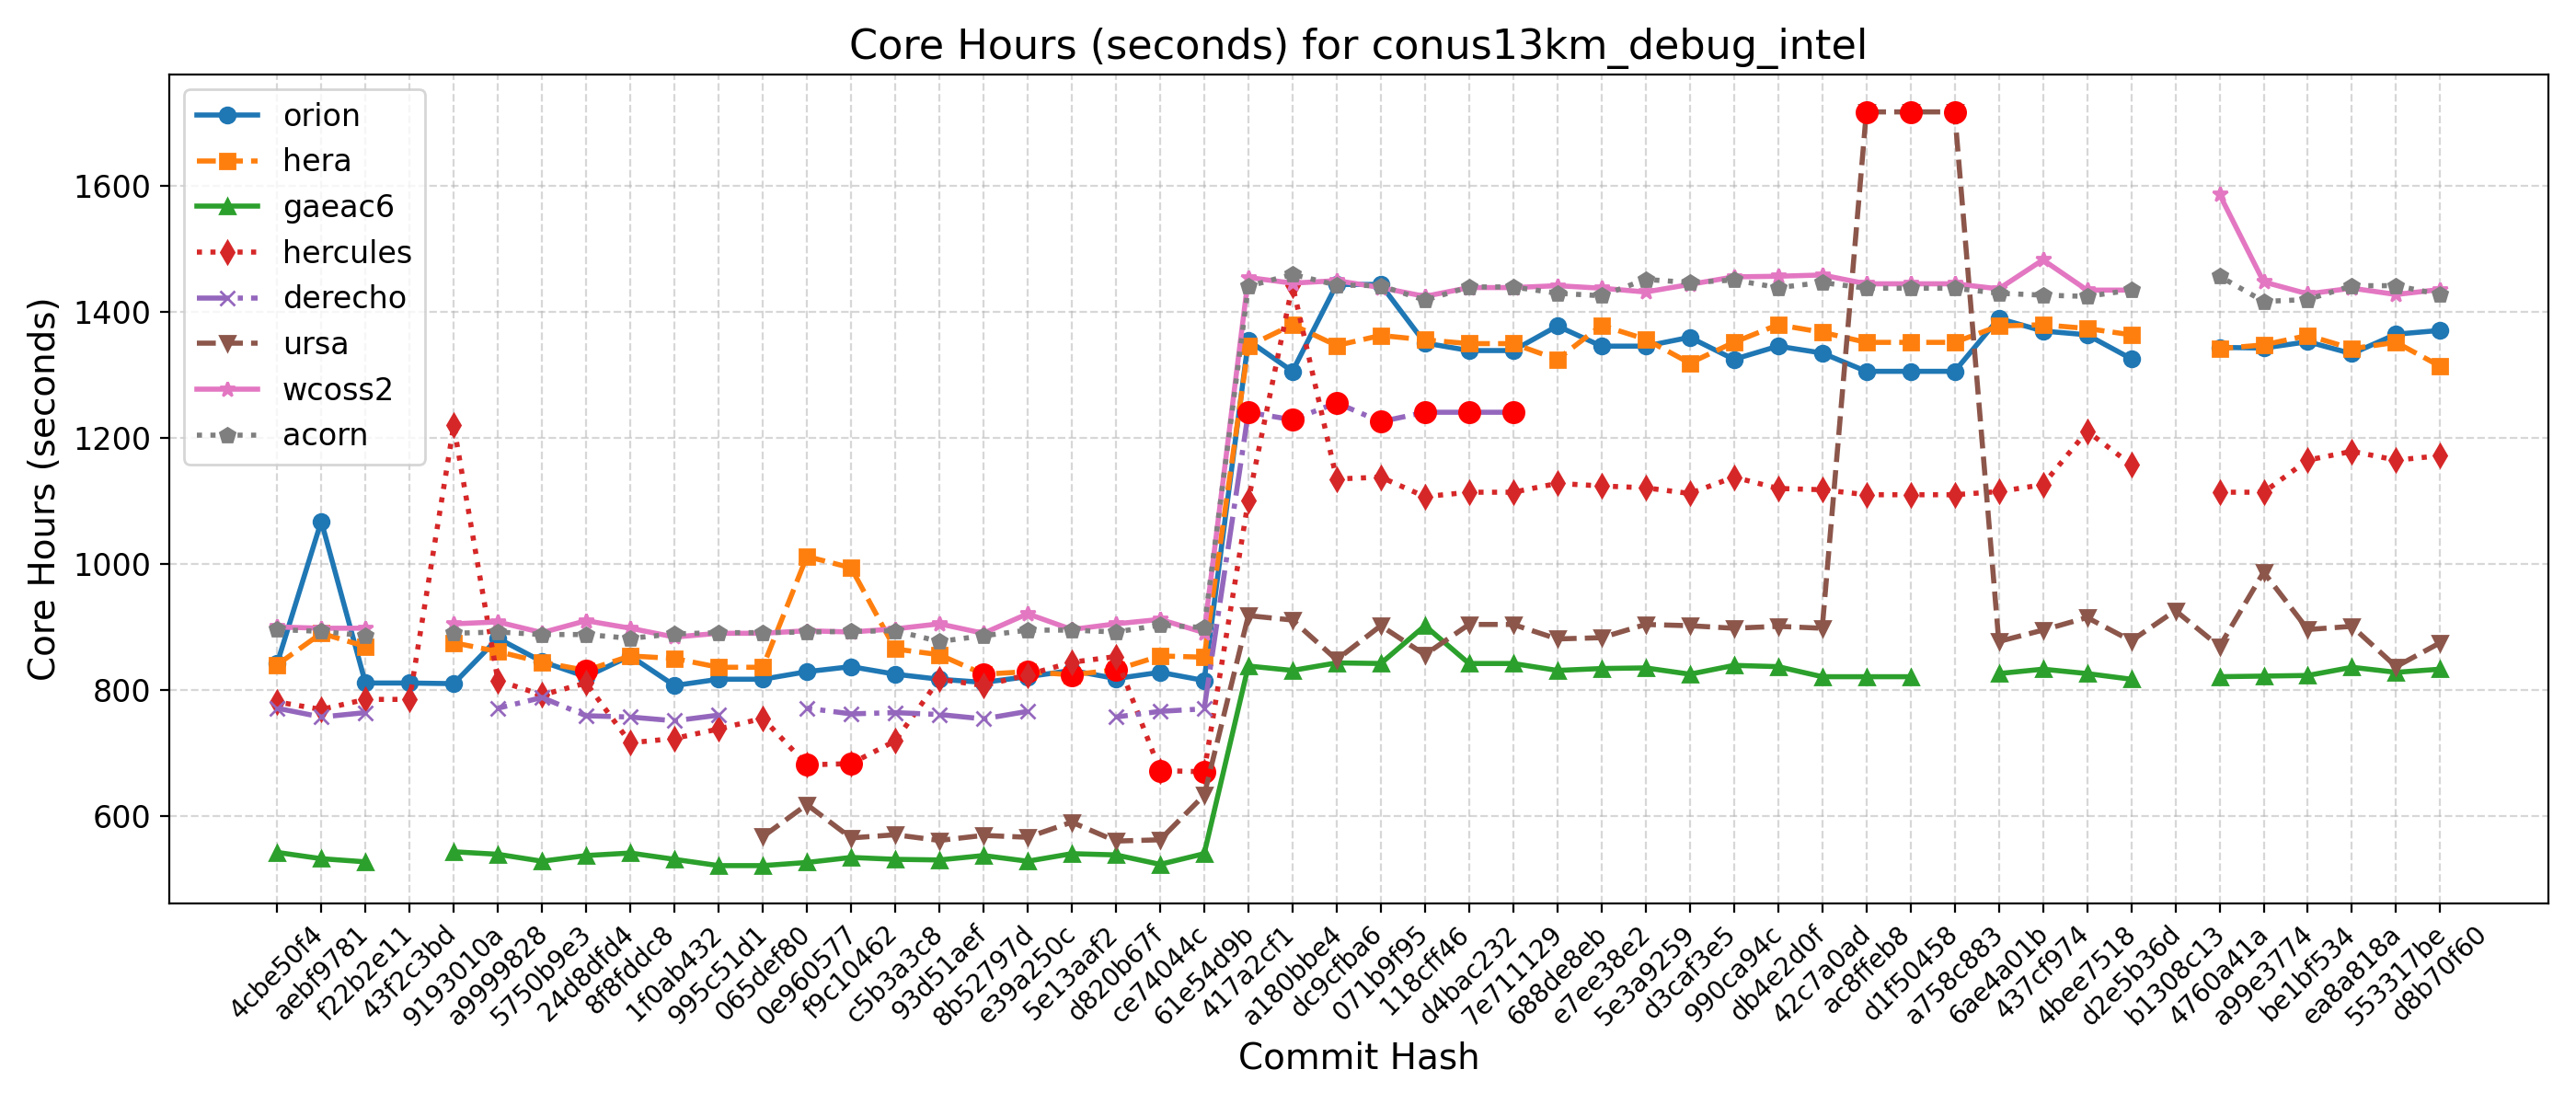 Core Hours (seconds) for conus13km_debug_intel
orion
hera
gaeac6
hercules
derecho
ursa
wcoss2
acorn
Core Hours (seconds)
1600
1400
1200
1000
800
600
4cbe50f4
aebf9781
f22b2e11
43f2c3bd
9193010a
a9999828
5750b9e3
24d8dfd4
8f8fddc8
1f0ab432
995c51d1
065def80
0e960577
f9c10462
c5b3a3c8
93d51aef
8b52797d
e39a250c
5e13aaf2
d820b67f
ce74044c
61e54d9b
417a2cf1
a180bbe4
dc9cfba6
071b9f95
118cff46
d4bac232
7e711129
688de8eb
e7ee38e2
5e3a9259
d3caf3e5
990ca94c
db4e2d0f
42c7a0ad
ac8ffeb8
d1f50458
a758c883
6ae4a01b
437cf974
4bee7518
d2e5b36d
b1308c13
4760a41a
a99e3774
be1bf534
ea8a818a
553317be
d8b70f60
Commit Hash